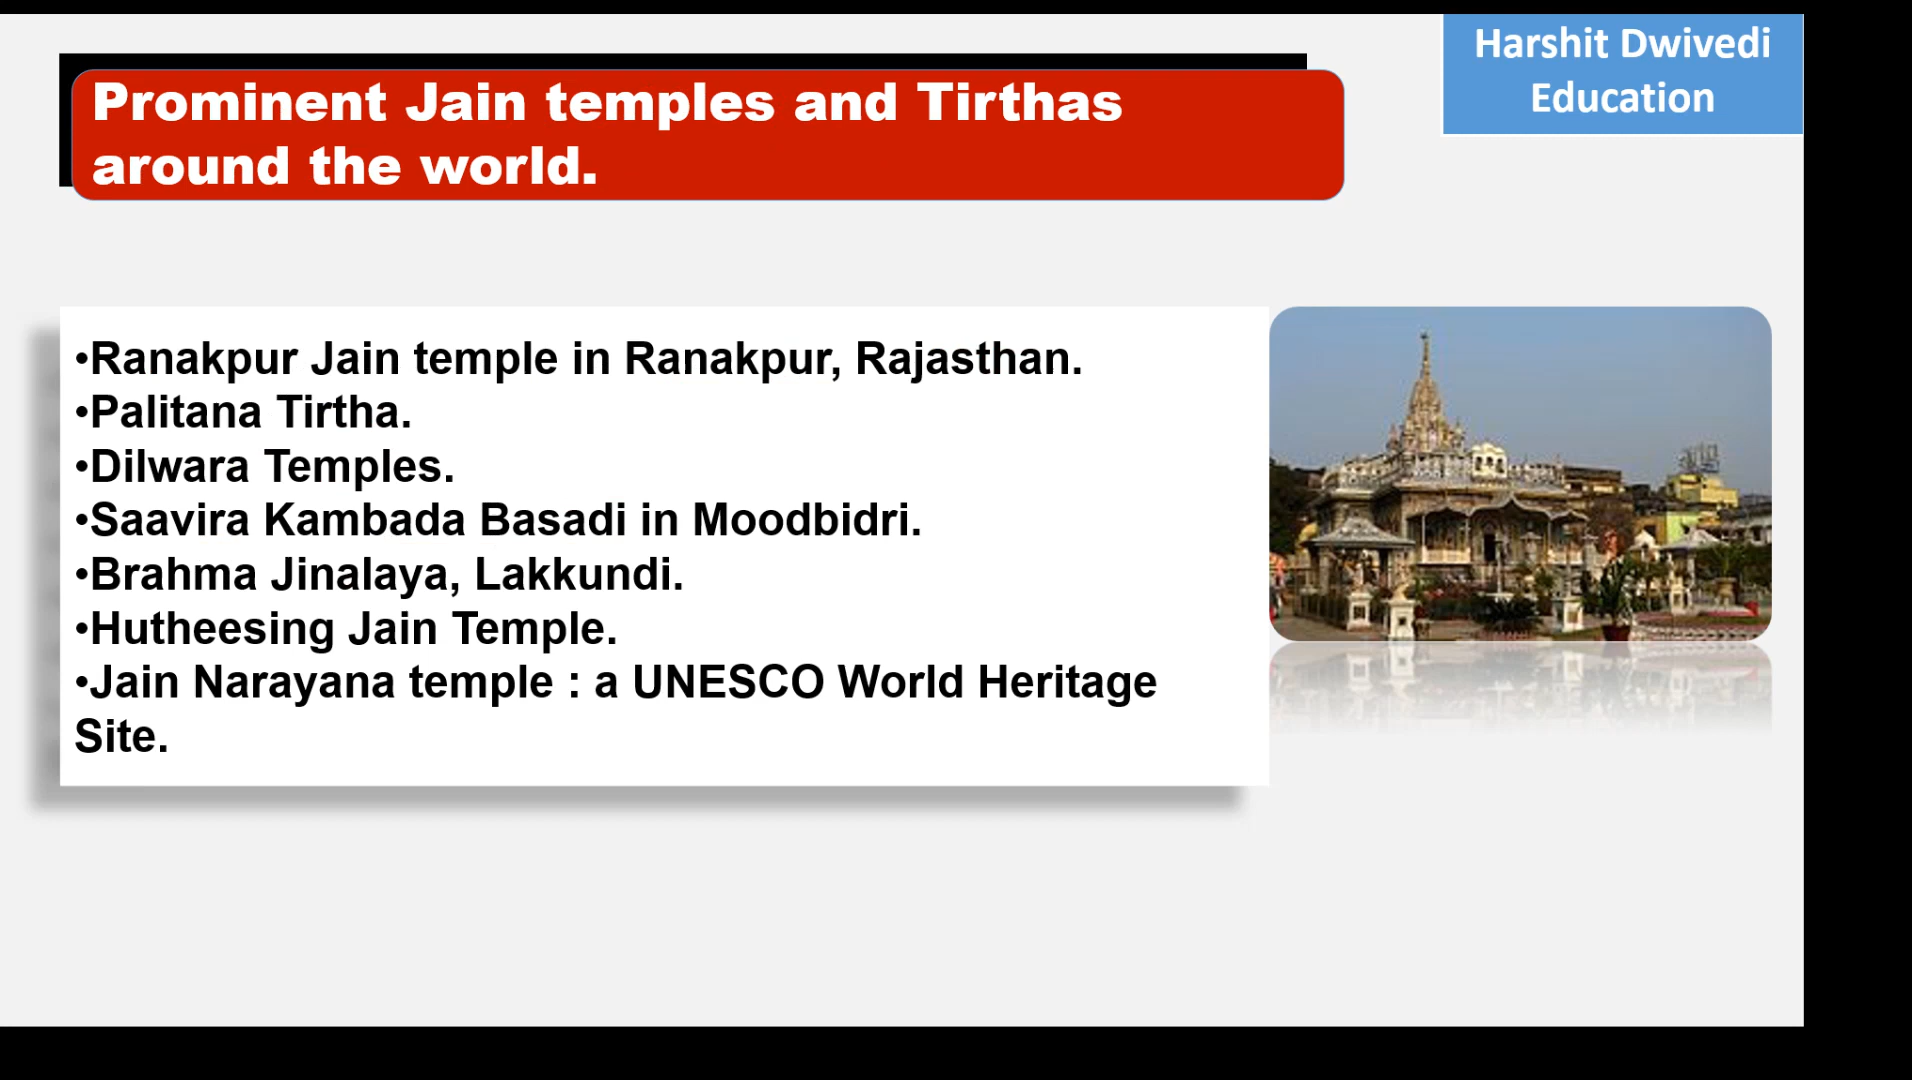 Harshit Dwivedi
Education
Prominent Jain temples and Tirthas
around the world.
•Ranakpur Jain temple in Ranakpur, Rajasthan.
•Palitana Tirtha.
•Dilwara Temples.
•Saavira Kambada Basadi in Moodbidri.
•Brahma Jinalaya, Lakkundi.
•Hutheesing Jain Temple.
•Jain Narayana temple : a UNESCO World Heritage
Site.